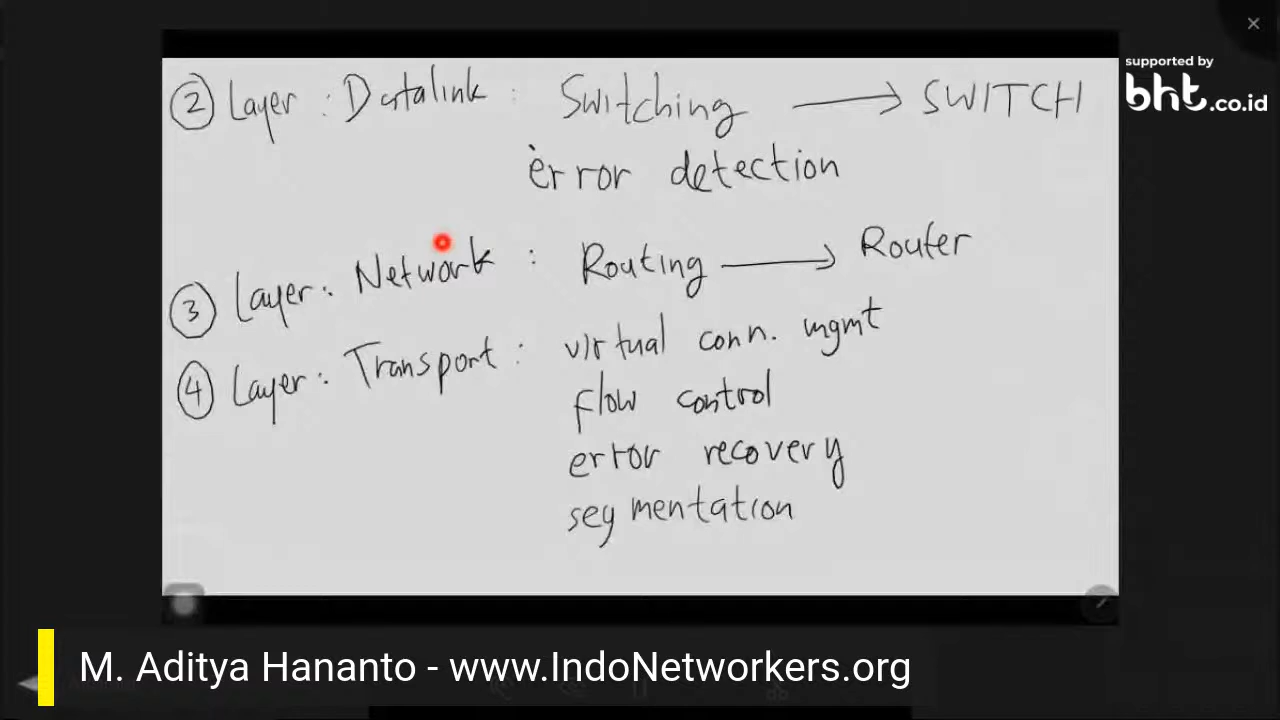 supported by
bht.co.id
② Layer : Datalink : Switching → SWITCH
error detection
③ Layer : Network : Routing → Router
④ Layer : Transport : virtual conn. mgmt
flow control
error recovery
segmentation
M. Aditya Hananto - www.IndoNetworkers.org